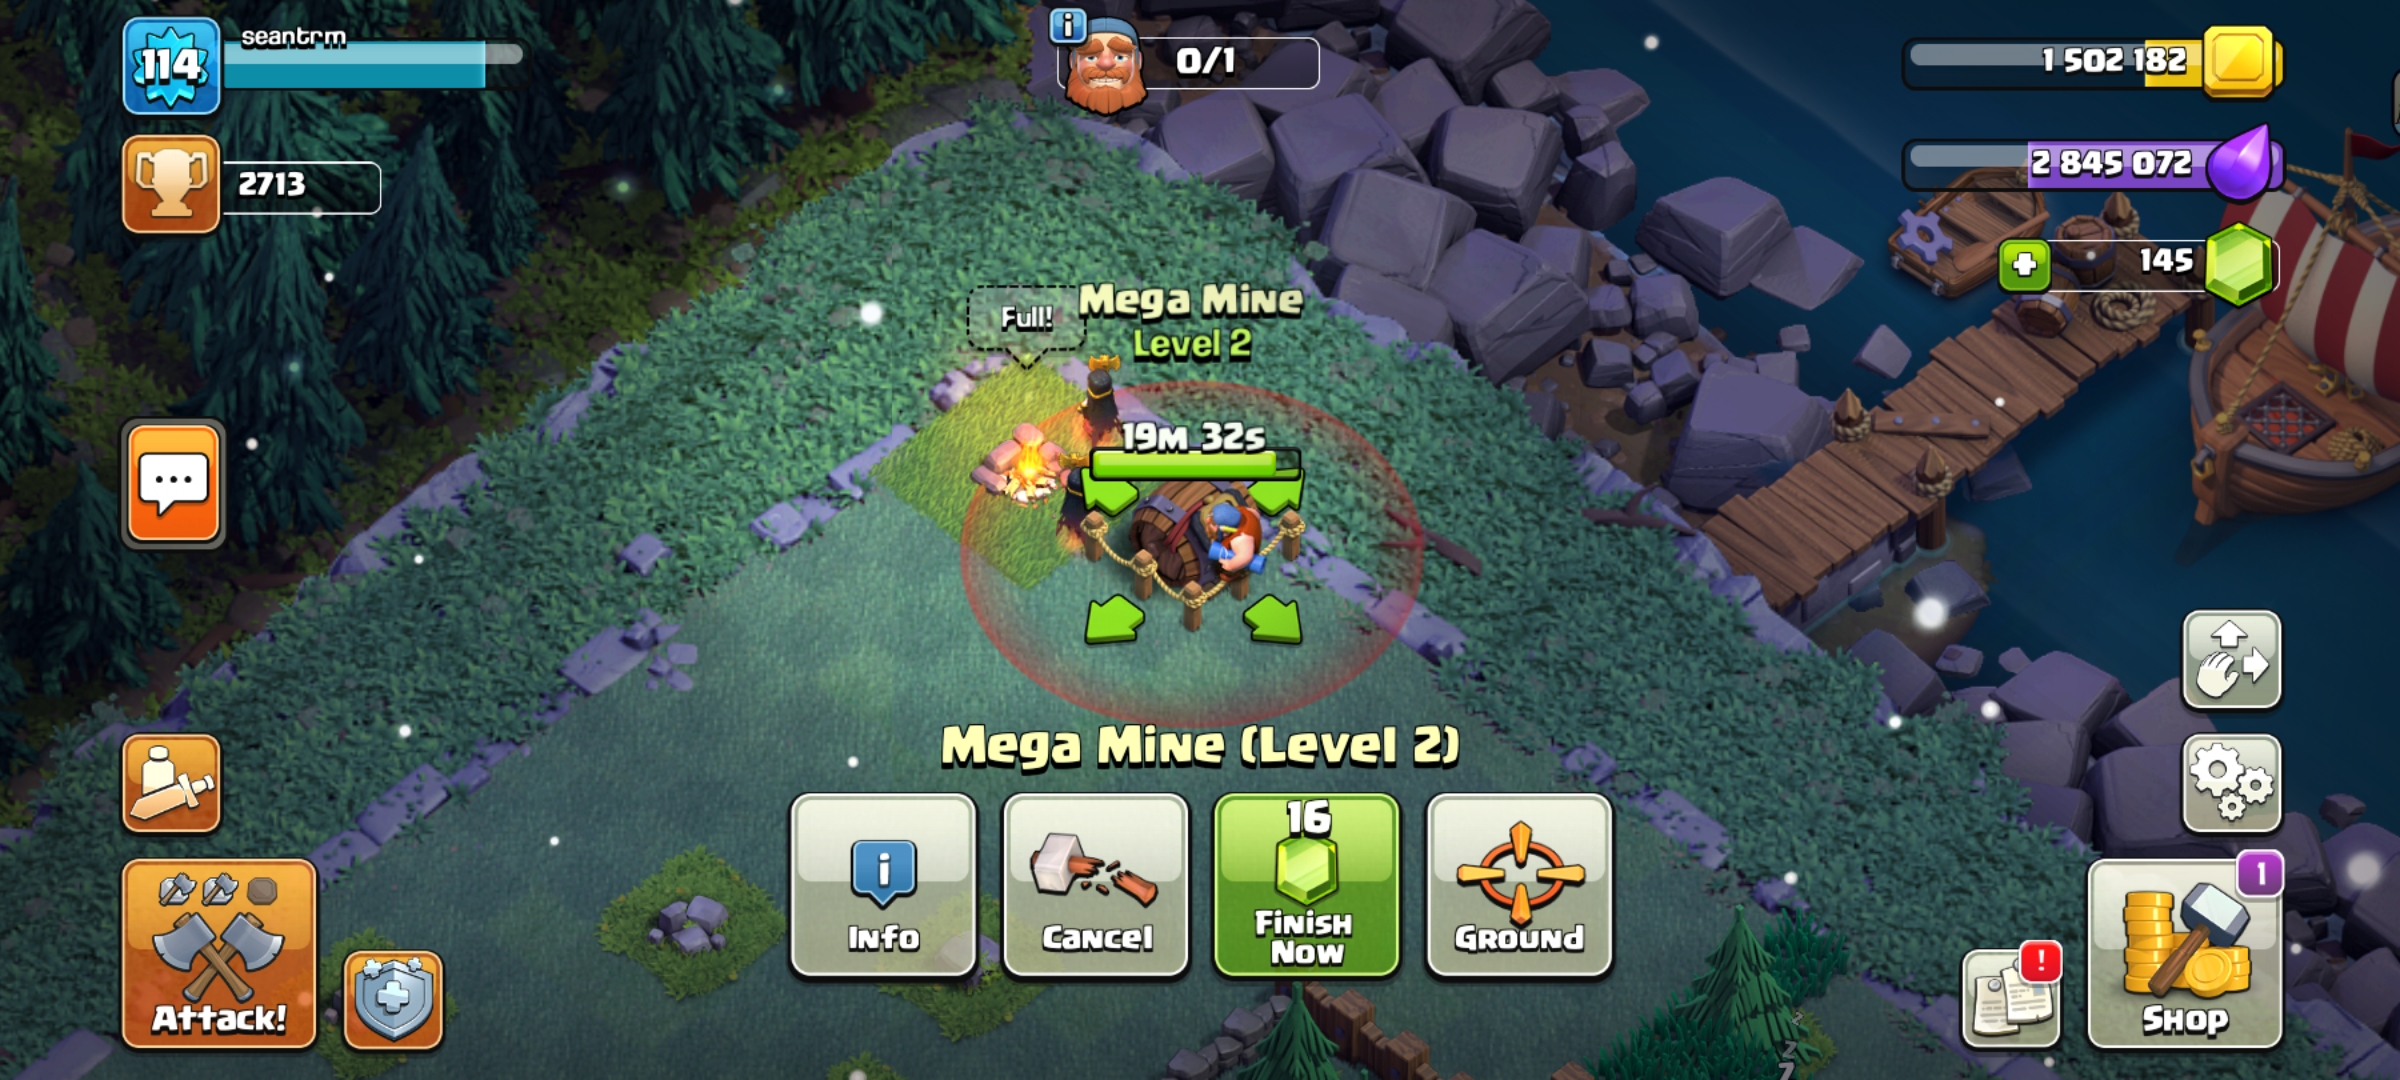 114
seantrm
0/1
1 502 182
2713
2 845 072
145
Full!
Mega Mine
Level 2
19M 32s
Mega Mine (Level 2)
Info
Cancel
16
Finish
Now
Ground
Attack!
!
1
Shop
z
Z
Z